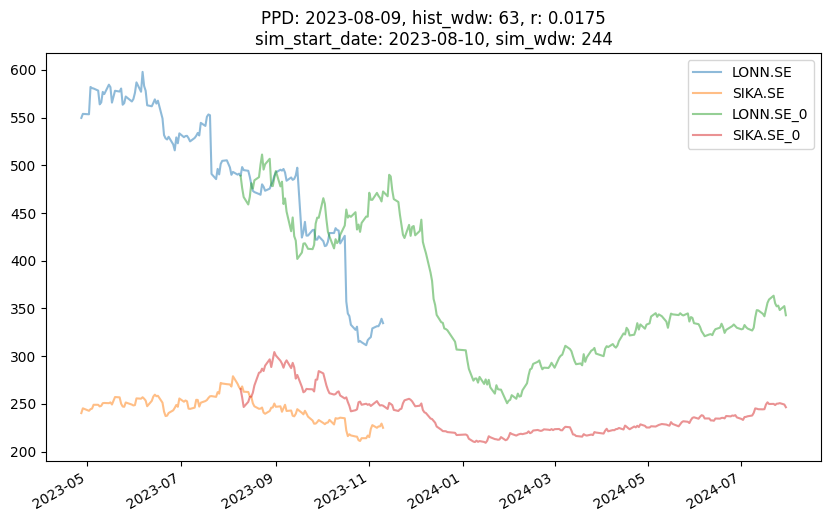 PPD: 2023-08-09, hist_wdw: 63, r: 0.0175
sim_start_date: 2023-08-10, sim_wdw: 244
LONN.SE
SIKA.SE
LONN.SE_0
SIKA.SE_0
600
550
500
450
400
350
300
250
200
2023-05
2023-07
2023-09
2023-11
2024-01
2024-03
2024-05
2024-07